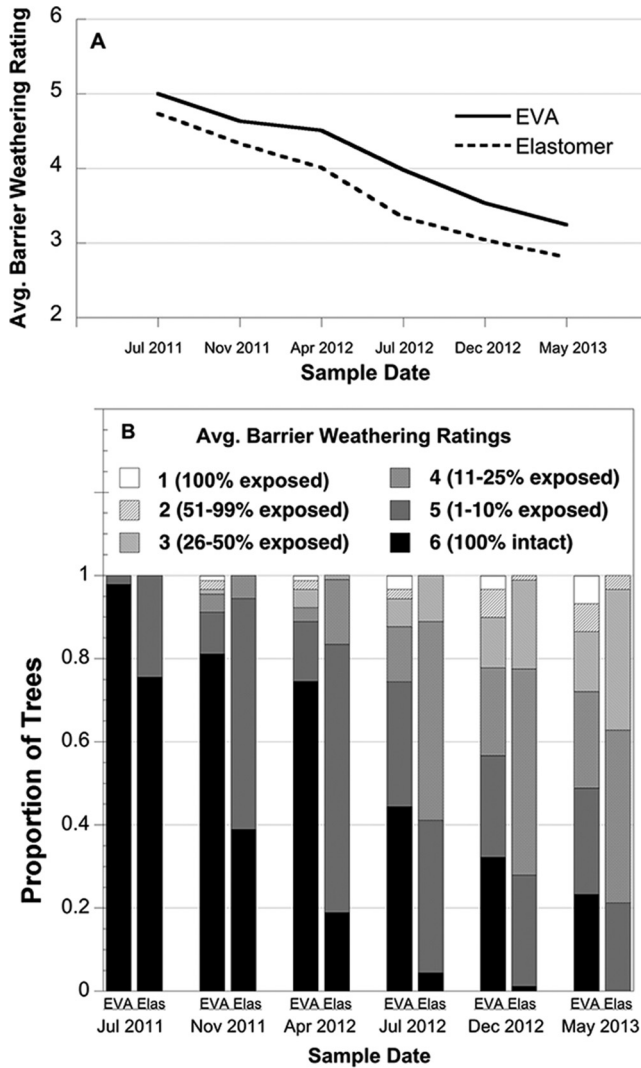 A
Avg. Barrier Weathering Rating
6
5
4
3
2
EVA
Elastomer
Jul 2011 Nov 2011 Apr 2012 Jul 2012 Dec 2012 May 2013
Sample Date
B Avg. Barrier Weathering Ratings
1 (100% exposed) 4 (11-25% exposed)
2 (51-99% exposed) 5 (1-10% exposed)
3 (26-50% exposed) 6 (100% intact)
Proportion of Trees
1
0.8
0.6
0.4
0.2
0
EVA Elas EVA Elas EVA Elas EVA Elas EVA Elas EVA Elas
Jul 2011 Nov 2011 Apr 2012 Jul 2012 Dec 2012 May 2013
Sample Date